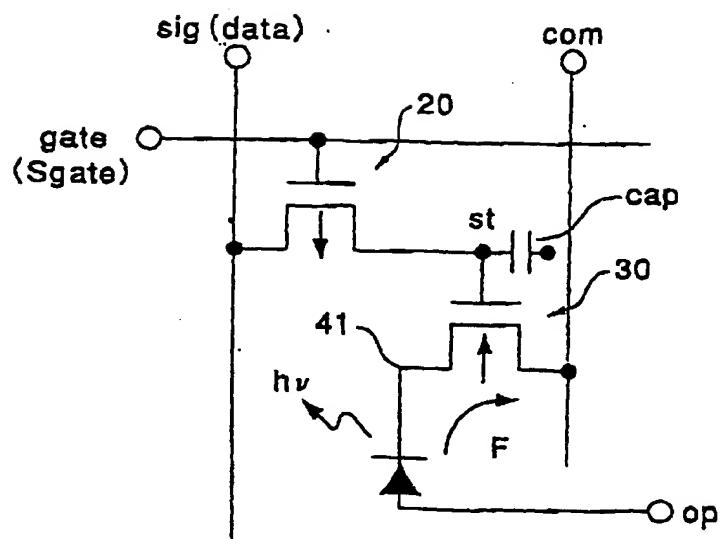 sig (data)
com
gate
(Sgate)
20
st
cap
30
41
hν
F
op